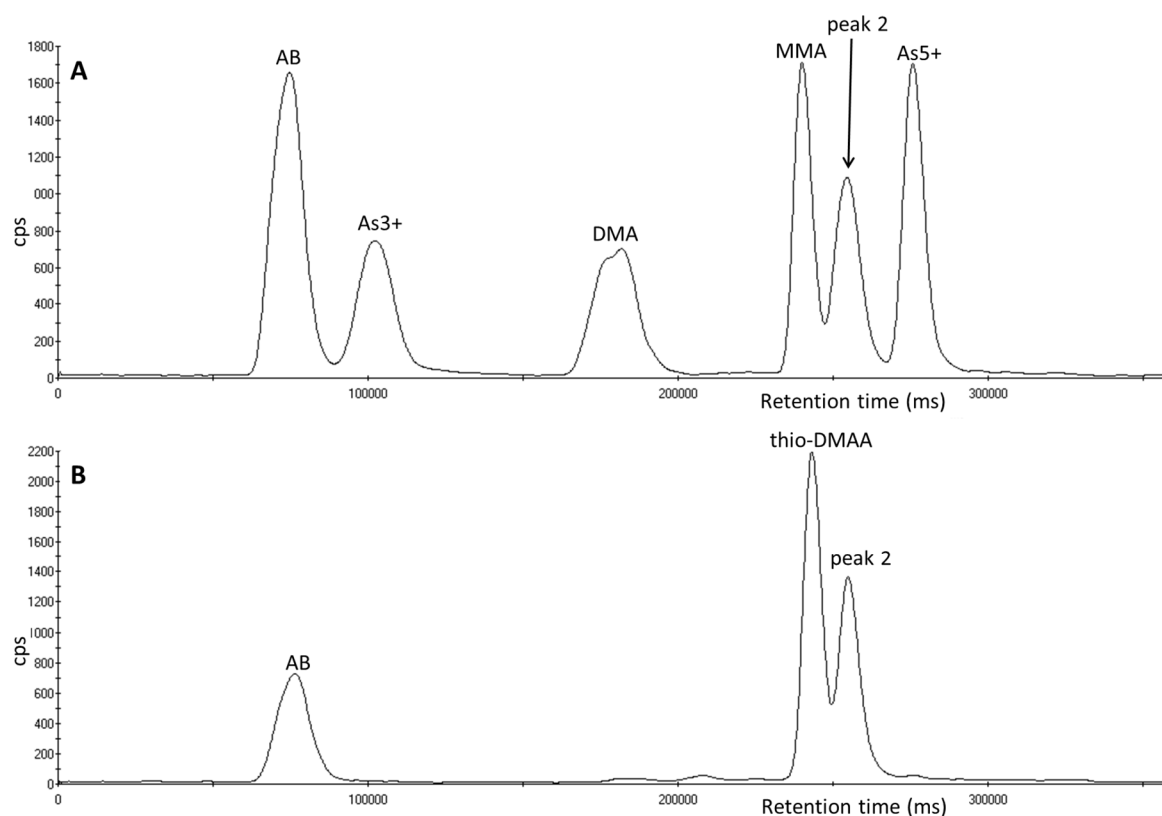 peak 2
A
AB
MMA
As5+
As3+
DMA
cps
1800
1600
1400
1200
000
800
600
400
200
0
0 100000 200000 300000
Retention time (ms)
B
thio-DMAA
peak 2
AB
cps
2200
2000
1800
1600
1400
1200
1000
800
600
400
200
0
0 100000 200000 300000
Retention time (ms)